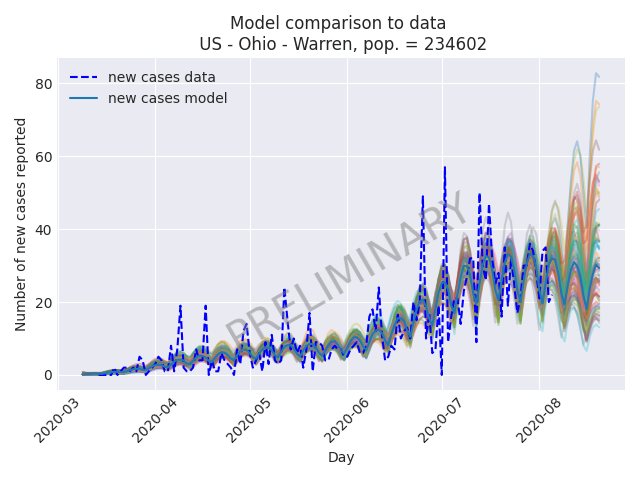 Model comparison to data
US - Ohio - Warren, pop. = 234602
new cases data
new cases model
PRELIMINARY
Number of new cases reported
80
60
40
20
0
2020-03
2020-04
2020-05
2020-06
2020-07
2020-08
Day